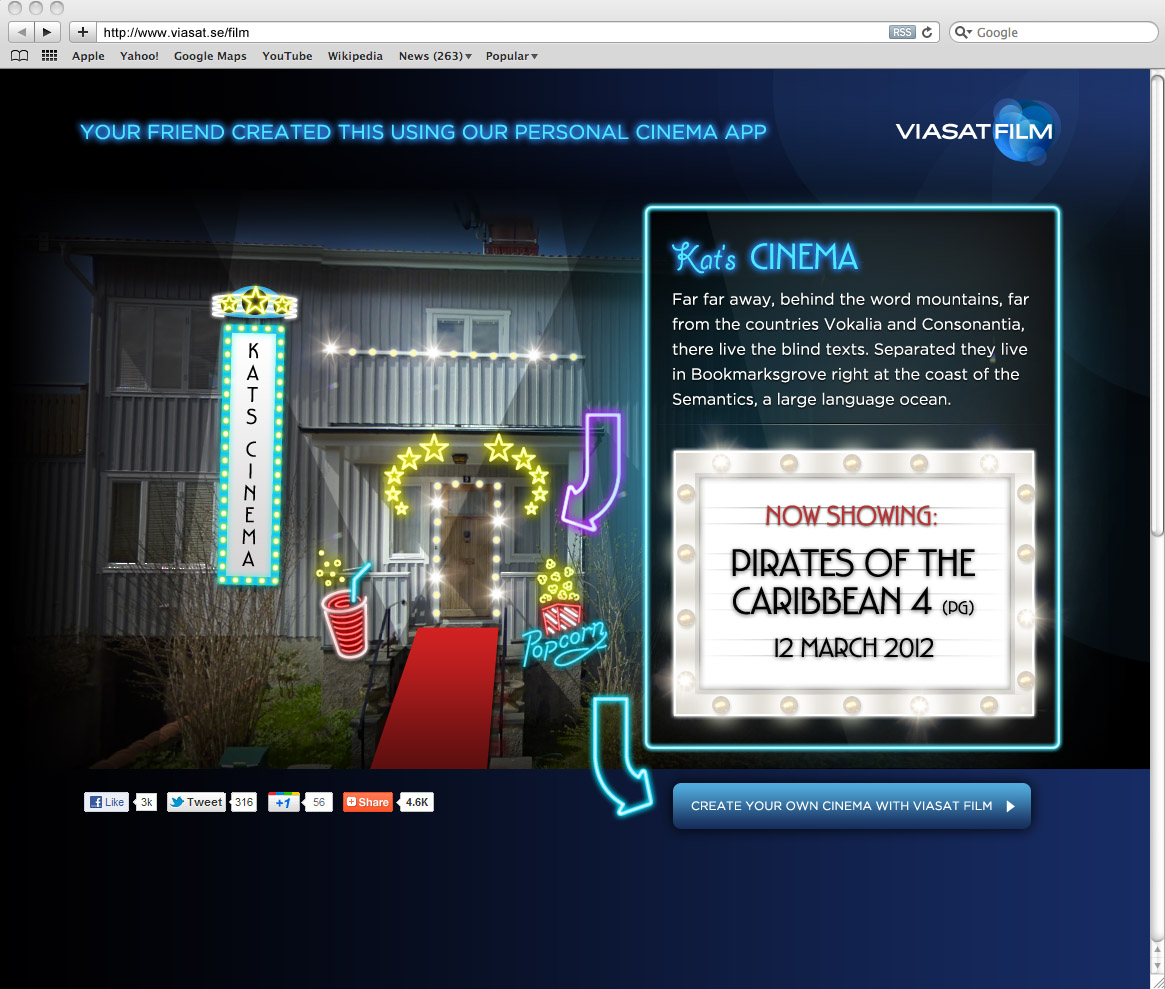 http://www.viasat.se/film
RSS
Google
Apple Yahoo! Google Maps YouTube Wikipedia News (263) Popular
YOUR FRIEND CREATED THIS USING OUR PERSONAL CINEMA APP
VIASAT FILM
KATS CINEMA
Popcorn
Kat's CINEMA
Far far away, behind the word mountains, far
from the countries Vokalia and Consonantia,
there live the blind texts. Separated they live
in Bookmarksgrove right at the coast of the
Semantics, a large language ocean.
NOW SHOWING:
PIRATES OF THE
CARIBBEAN 4 (PG)
12 MARCH 2012
Like 3k Tweet 316 +1 56 Share 4.6K
CREATE YOUR OWN CINEMA WITH VIASAT FILM